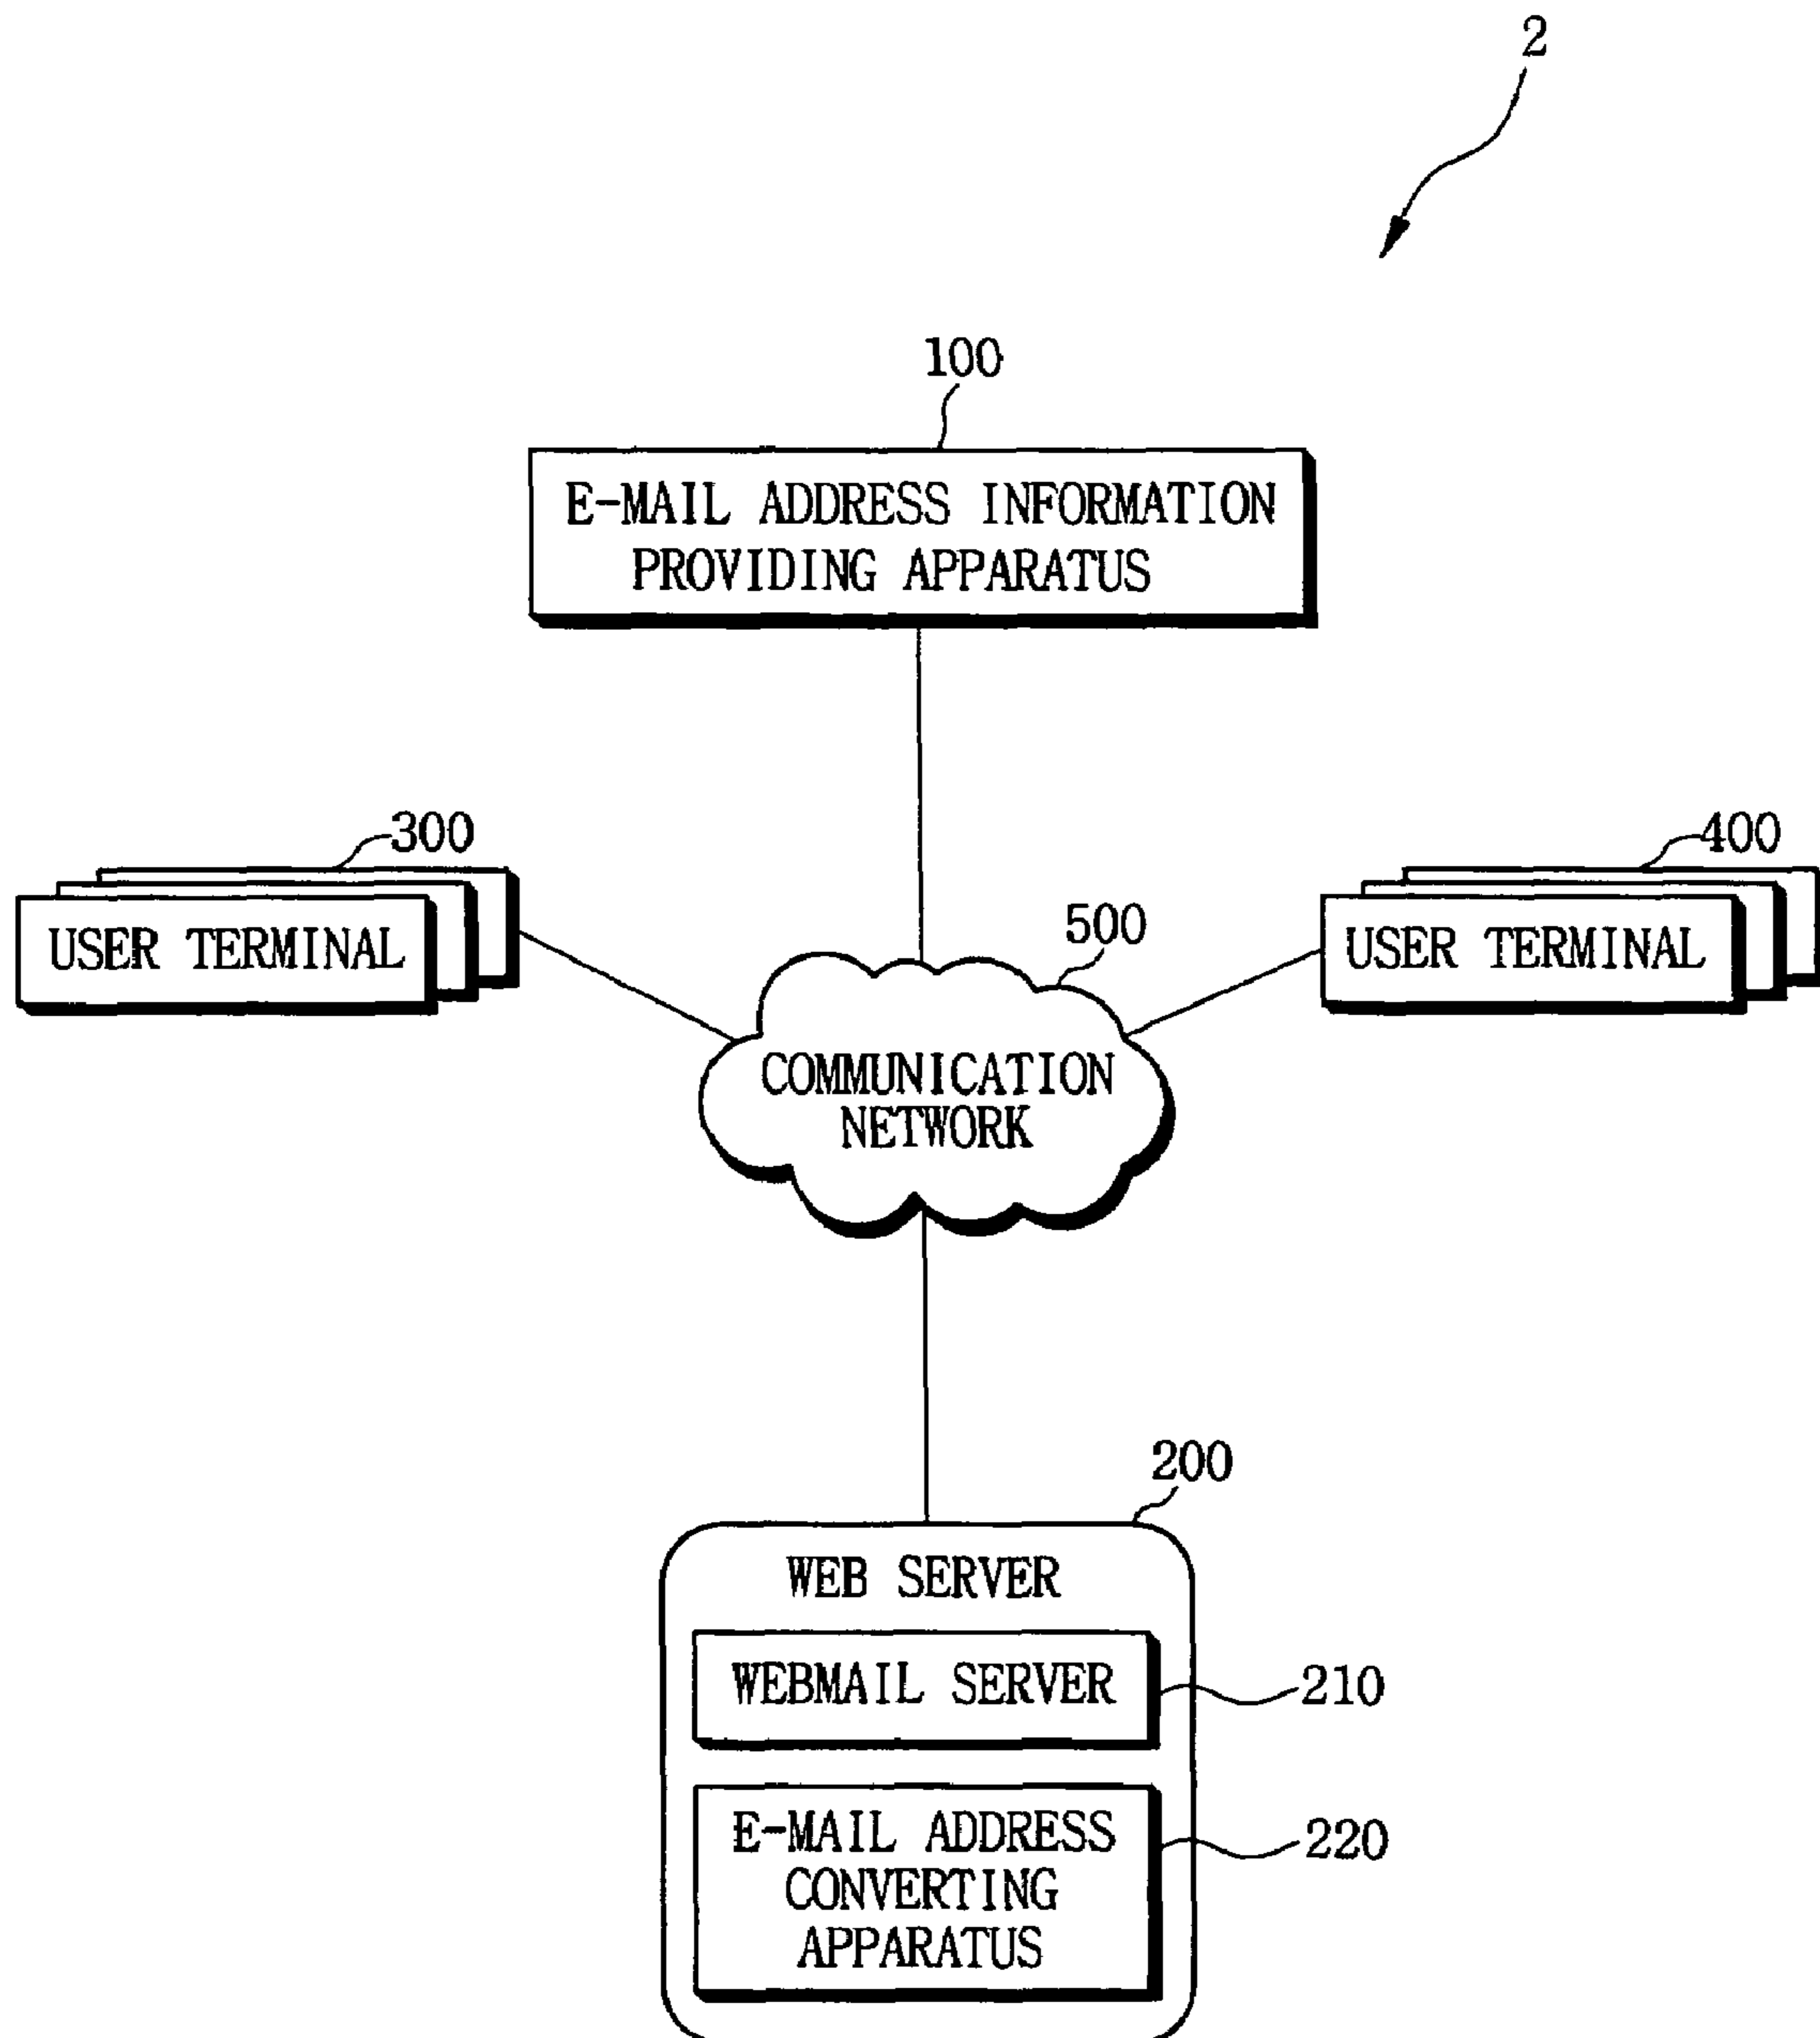 2
100
E-MAIL ADDRESS INFORMATION
PROVIDING APPARATUS
300
400
USER TERMINAL
USER TERMINAL
500
COMMUNICATION
NETWORK
200
WEB SERVER
WEBMAIL SERVER
210
E-MAIL ADDRESS
CONVERTING
APPARATUS
220